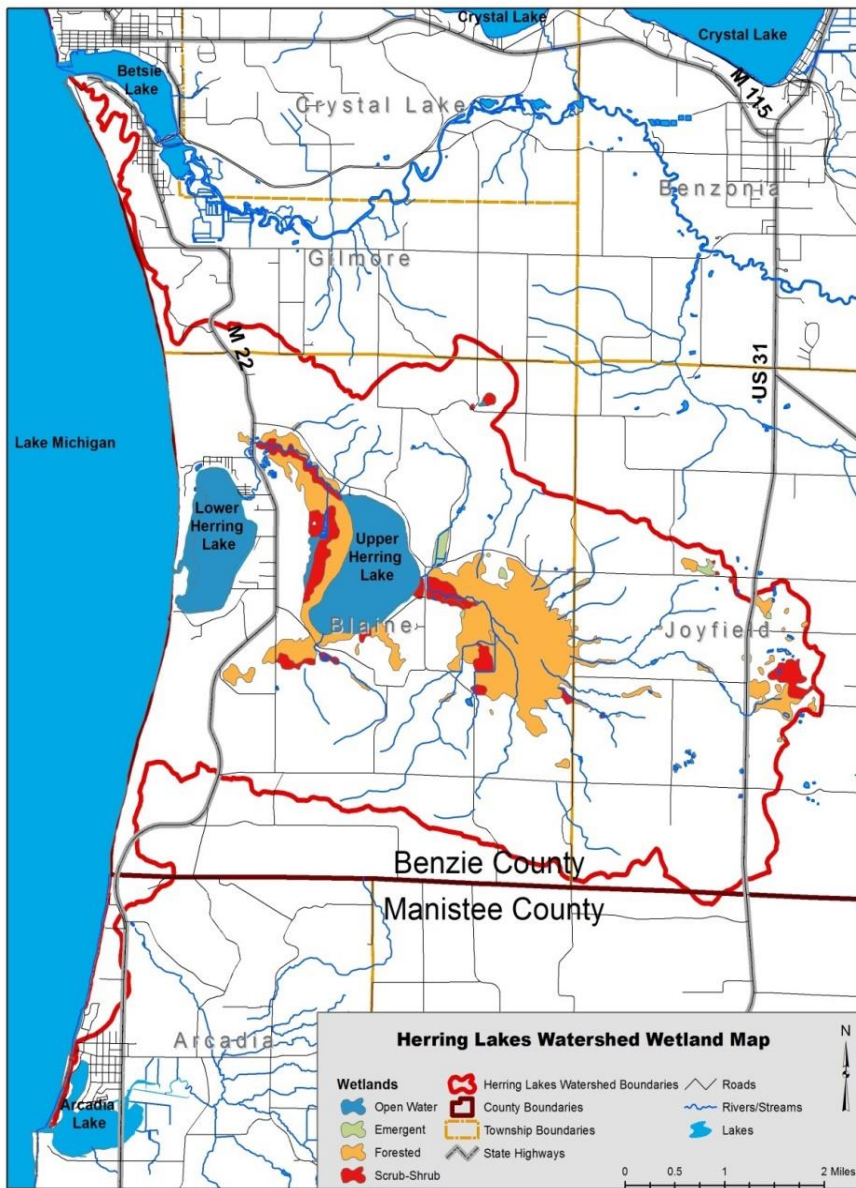 Crystal Lake
Crystal Lake
Betsie
Lake
M 115
Crystal Lake
Benzonia
Gilmore
M 22
US 31
Lake Michigan
Lower
Herring
Lake
Upper
Herring
Lake
Blaine
Joyfield
Benzie County
Manistee County
Arcadia
Arcadia
Lake
Herring Lakes Watershed Wetland Map
N
Wetlands
Open Water
Emergent
Forested
Scrub-Shrub
Herring Lakes Watershed Boundaries
County Boundaries
Township Boundaries
State Highways
Roads
Rivers/Streams
Lakes
0 0.5 1 2 Miles